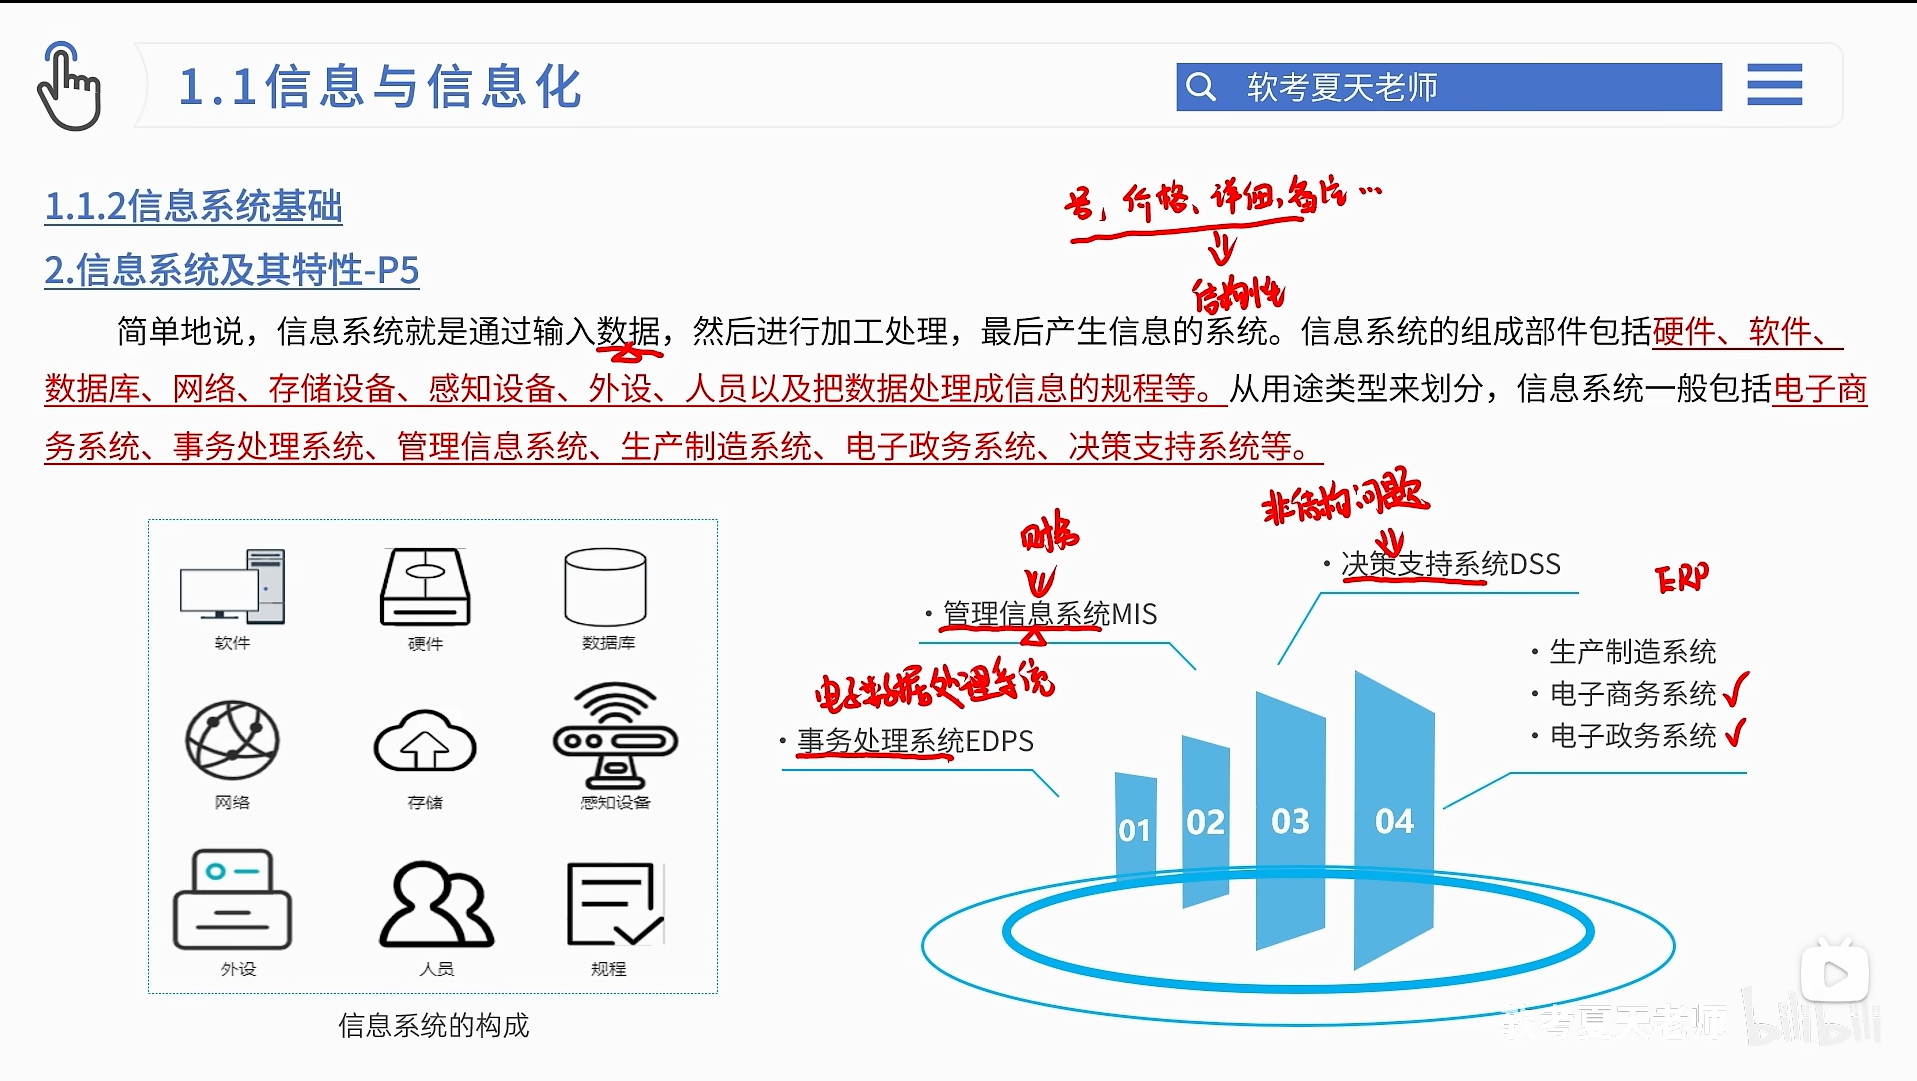 1.1信息与信息化
软考夏天老师
1.1.2信息系统基础
号，价格、详细，图片…
结构性
2.信息系统及其特性-P5
简单地说，信息系统就是通过输入数据，然后进行加工处理，最后产生信息的系统。信息系统的组成部件包括硬件、软件、
数据库、网络、存储设备、感知设备、外设、人员以及把数据处理成信息的规程等。从用途类型来划分，信息系统一般包括电子商
务系统、事务处理系统、管理信息系统、生产制造系统、电子政务系统、决策支持系统等。
软件
硬件
数据库
网络
存储
感知设备
外设
人员
规程
信息系统的构成
非结构问题
·决策支持系统DSS
财务
·管理信息系统MIS
电子数据处理系统
·事务处理系统EDPS
ERP
·生产制造系统
·电子商务系统
·电子政务系统
01
02
03
04
软考夏天老师
bilibili